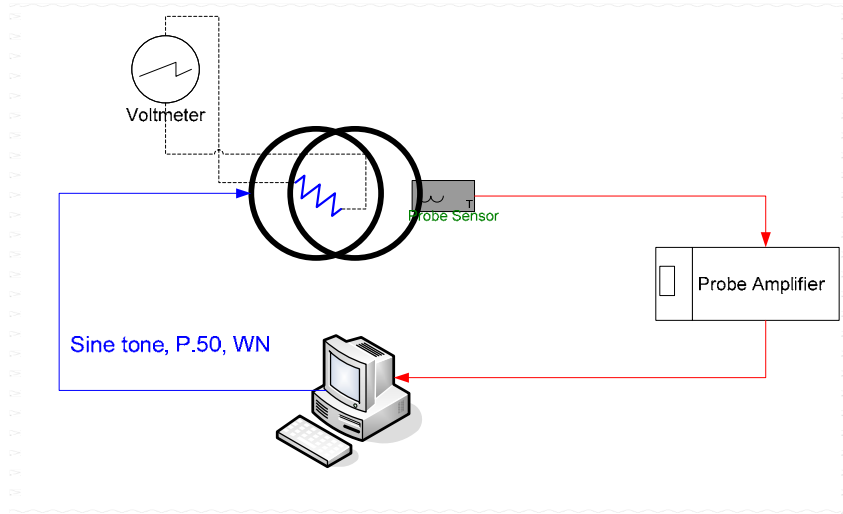 Voltmeter
T
Probe Sensor
Probe Amplifier
Sine tone, P.50, WN